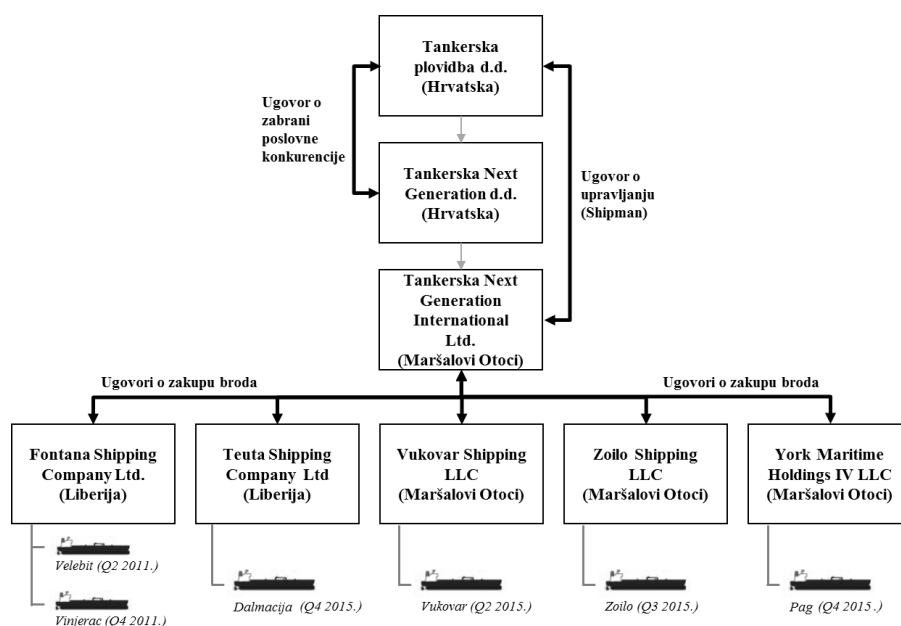 Tankerska
plovidba d.d.
(Hrvatska)
Ugovor o
zabrani
poslovne
konkurencije
Tankerska Next
Generation d.d.
(Hrvatska)
Ugovor o
upravljanju
(Shipman)
Tankerska Next
Generation
International
Ltd.
(Maršalovi Otoci)
Ugovori o zakupu broda
Ugovori o zakupu broda
Fontana Shipping
Company Ltd.
(Liberija)
Teuta Shipping
Company Ltd
(Liberija)
Vukovar Shipping
LLC
(Maršalovi Otoci)
Zoilo Shipping
LLC
(Maršalovi Otoci)
York Maritime
Holdings IV LLC
(Maršalovi Otoci)
Velebit (Q2 2011.)
Vinjerac (Q4 2011.)
Dalmacija (Q4 2015.)
Vukovar (Q2 2015.)
Zoilo (Q3 2015.)
Pag (Q4 2015.)